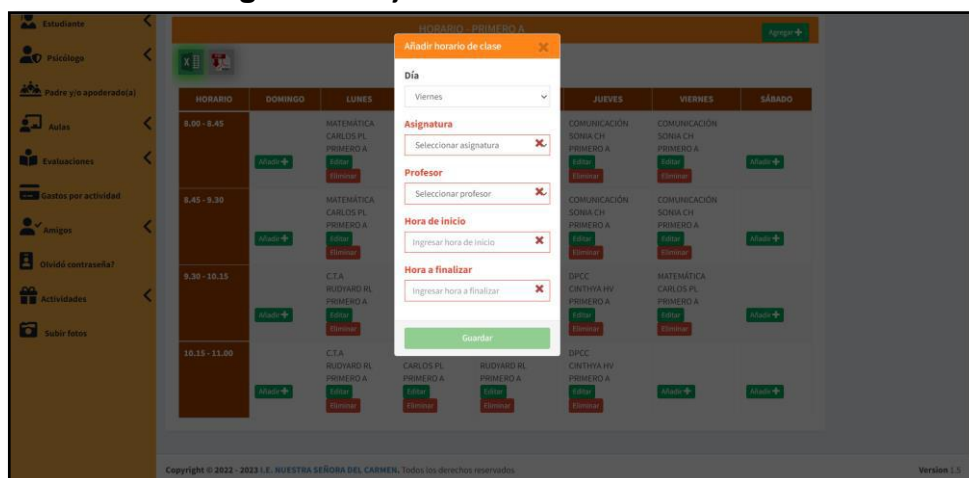 Estudiante
Psicólogo
Padre y/o apoderado(a)
Aulas
Evaluaciones
Gastos por actividad
Amigos
Olvidó contraseña?
Actividades
Subir fotos
HORARIO - PRIMERO A
Agregar
Añadir horario de clase
Día
Viernes
Asignatura
Seleccionar asignatura
Profesor
Seleccionar profesor
Hora de inicio
Ingresar hora de inicio
Hora a finalizar
Ingresar hora a finalizar
Guardar
HORARIO DOMINGO LUNES JUEVES VIERNES SÁBADO
8.00 - 8.45 MATEMÁTICA COMUNICACIÓN COMUNICACIÓN
CARLOS PL SONIA CH SONIA CH
PRIMERO A PRIMERO A PRIMERO A
Añadir Editar Editar Editar Añadir
Eliminar Eliminar Eliminar
8.45 - 9.30 MATEMÁTICA COMUNICACIÓN COMUNICACIÓN
CARLOS PL SONIA CH SONIA CH
PRIMERO A PRIMERO A PRIMERO A
Añadir Editar Editar Editar Añadir
Eliminar Eliminar Eliminar
9.30 - 10.15 C.T.A DPCC MATEMÁTICA
RUDYARD RL CINTHYA HV CARLOS PL
PRIMERO A PRIMERO A PRIMERO A
Añadir Editar Editar Editar Añadir
Eliminar Eliminar Eliminar
10.15 - 11.00 C.T.A DPCC
RUDYARD RL CARLOS PL RUDYARD RL CINTHYA HV
PRIMERO A PRIMERO A PRIMERO A PRIMERO A
Añadir Editar Editar Editar Editar Añadir Añadir
Eliminar Eliminar Eliminar Eliminar
Copyright © 2022 - 2023 I.E. NUESTRA SEÑORA DEL CARMEN. Todos los derechos reservados.
Version 1.5